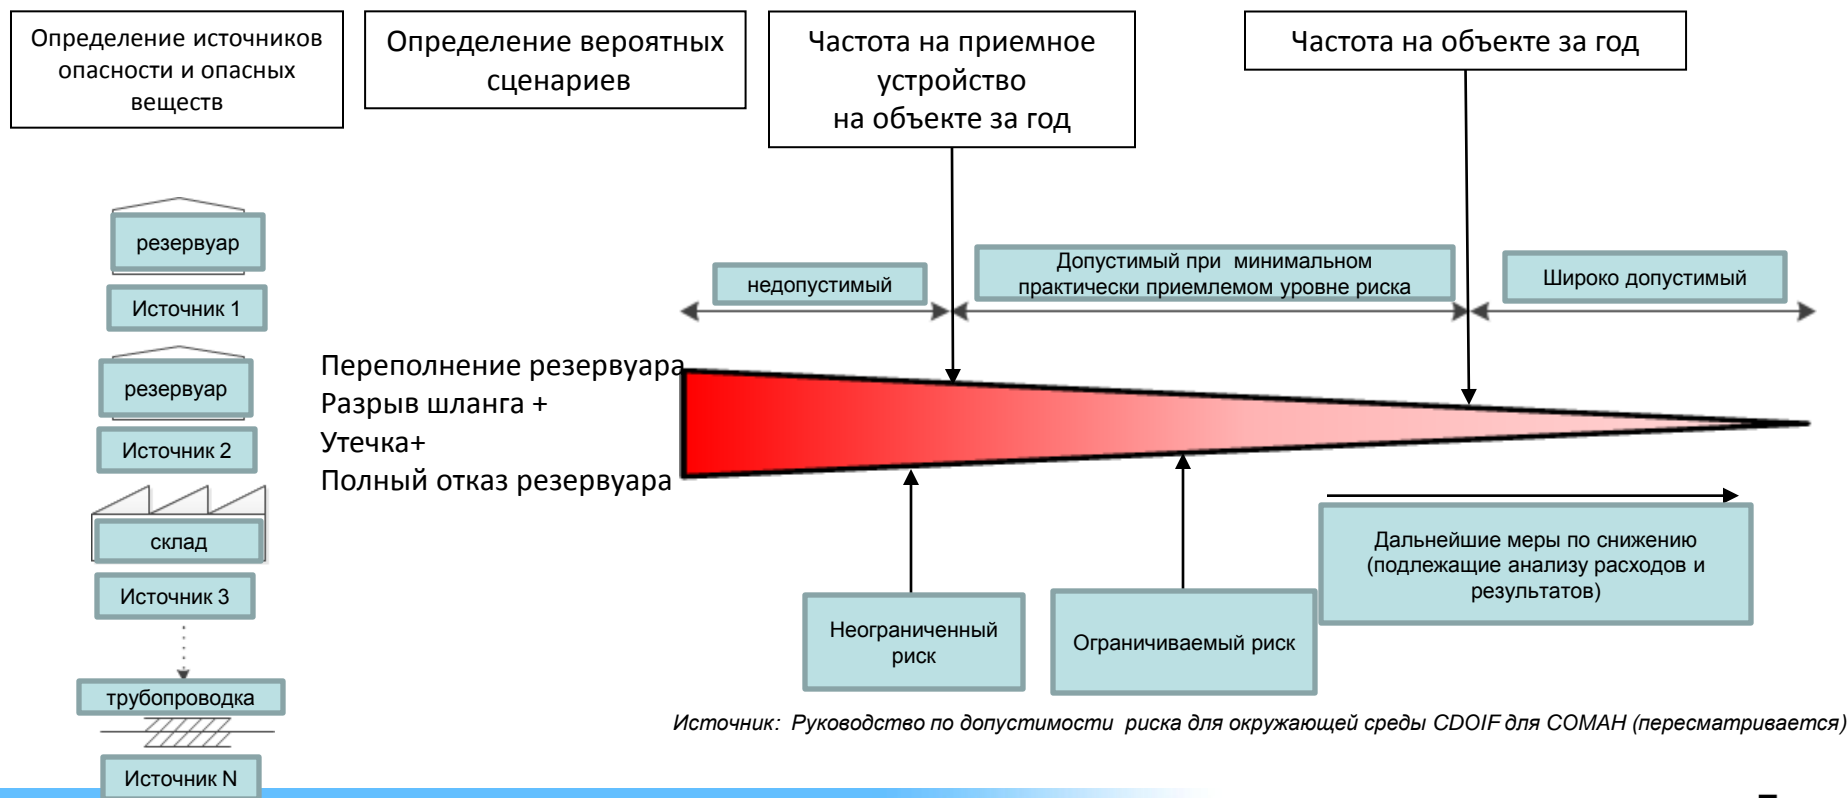 Определение источников
опасности и опасных
веществ
Определение вероятных
сценариев
Частота на приемное
устройство
на объекте за год
Частота на объекте за год
резервуар
Источник 1
резервуар
Источник 2
склад
Источник 3
трубопроводка
Источник N
Переполнение резервуара
Разрыв шланга +
Утечка+
Полный отказ резервуара
недопустимый
Допустимый при минимальном
практически приемлемом уровне риска
Широко допустимый
Неограниченный
риск
Ограничиваемый риск
Дальнейшие меры по снижению
(подлежащие анализу расходов и
результатов)
Источник: Руководство по допустимости риска для окружающей среды CDOIF для COMAH (пересматривается)